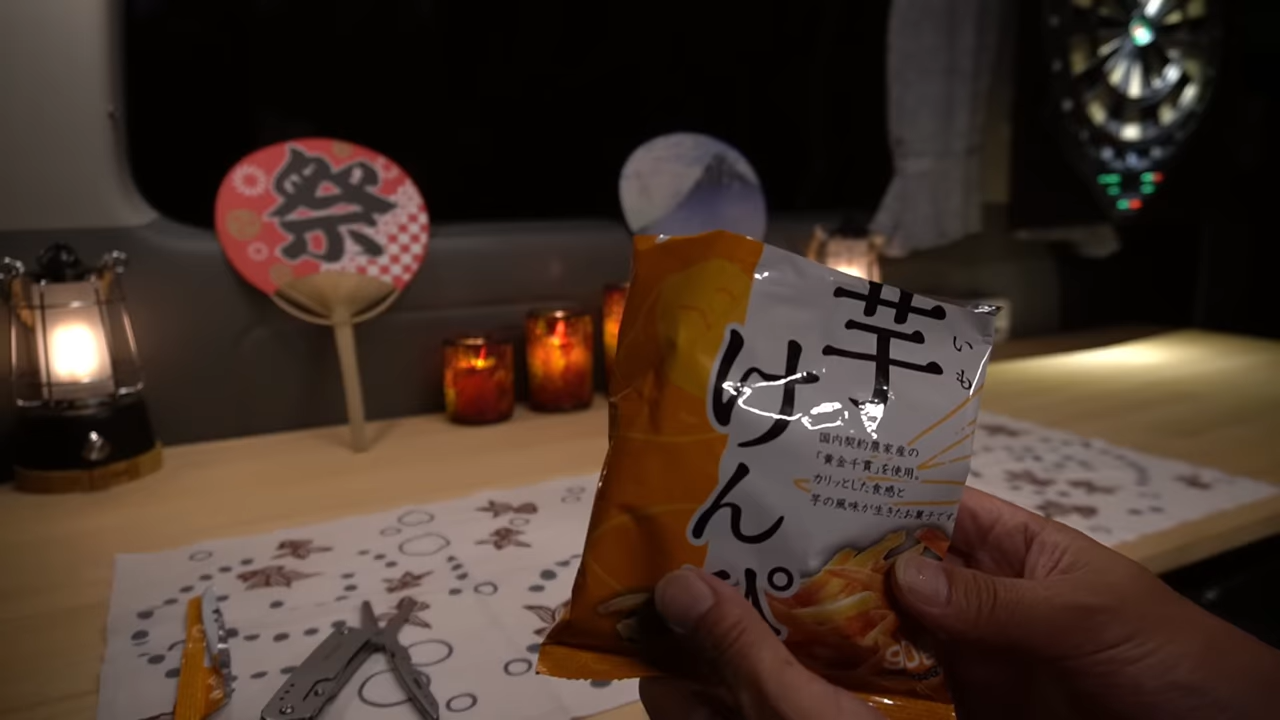 祭
芋
いも
けんぴ
国内契約農家産の
「黄金千貫」を使用。
カリッとした食感と
芋の風味が生きたお菓子です
90g